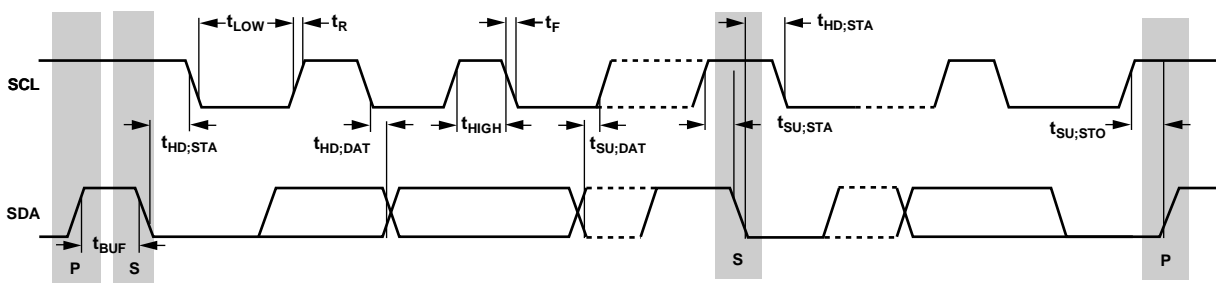 tLOW
tR
tF
tHD;STA
SCL
tHD;STA
tHD;DAT
tHIGH
tSU;DAT
tSU;STA
tSU;STO
SDA
tBUF
P
S
S
P